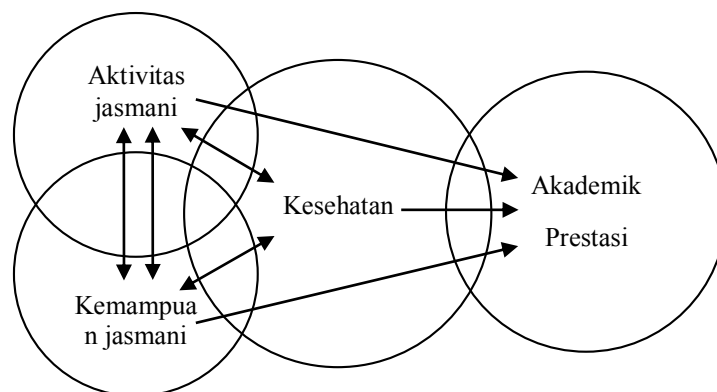 Aktivitas
jasmani
Kesehatan
Akademik
Prestasi
Kemampua
n jasmani